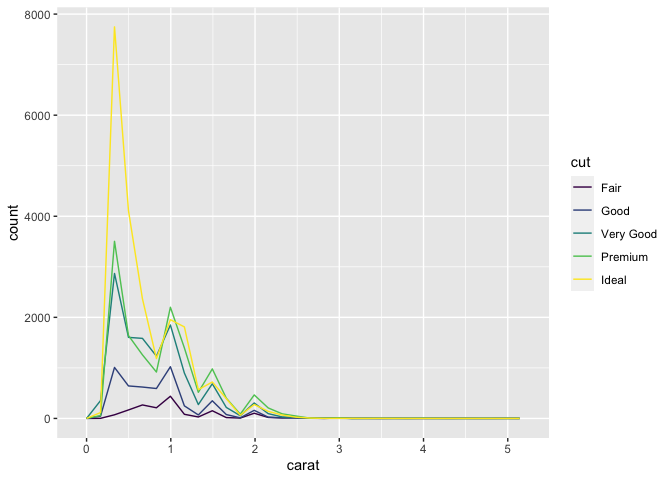 8000
6000
4000
2000
0
count
0
1
2
3
4
5
carat
cut
Fair
Good
Very Good
Premium
Ideal